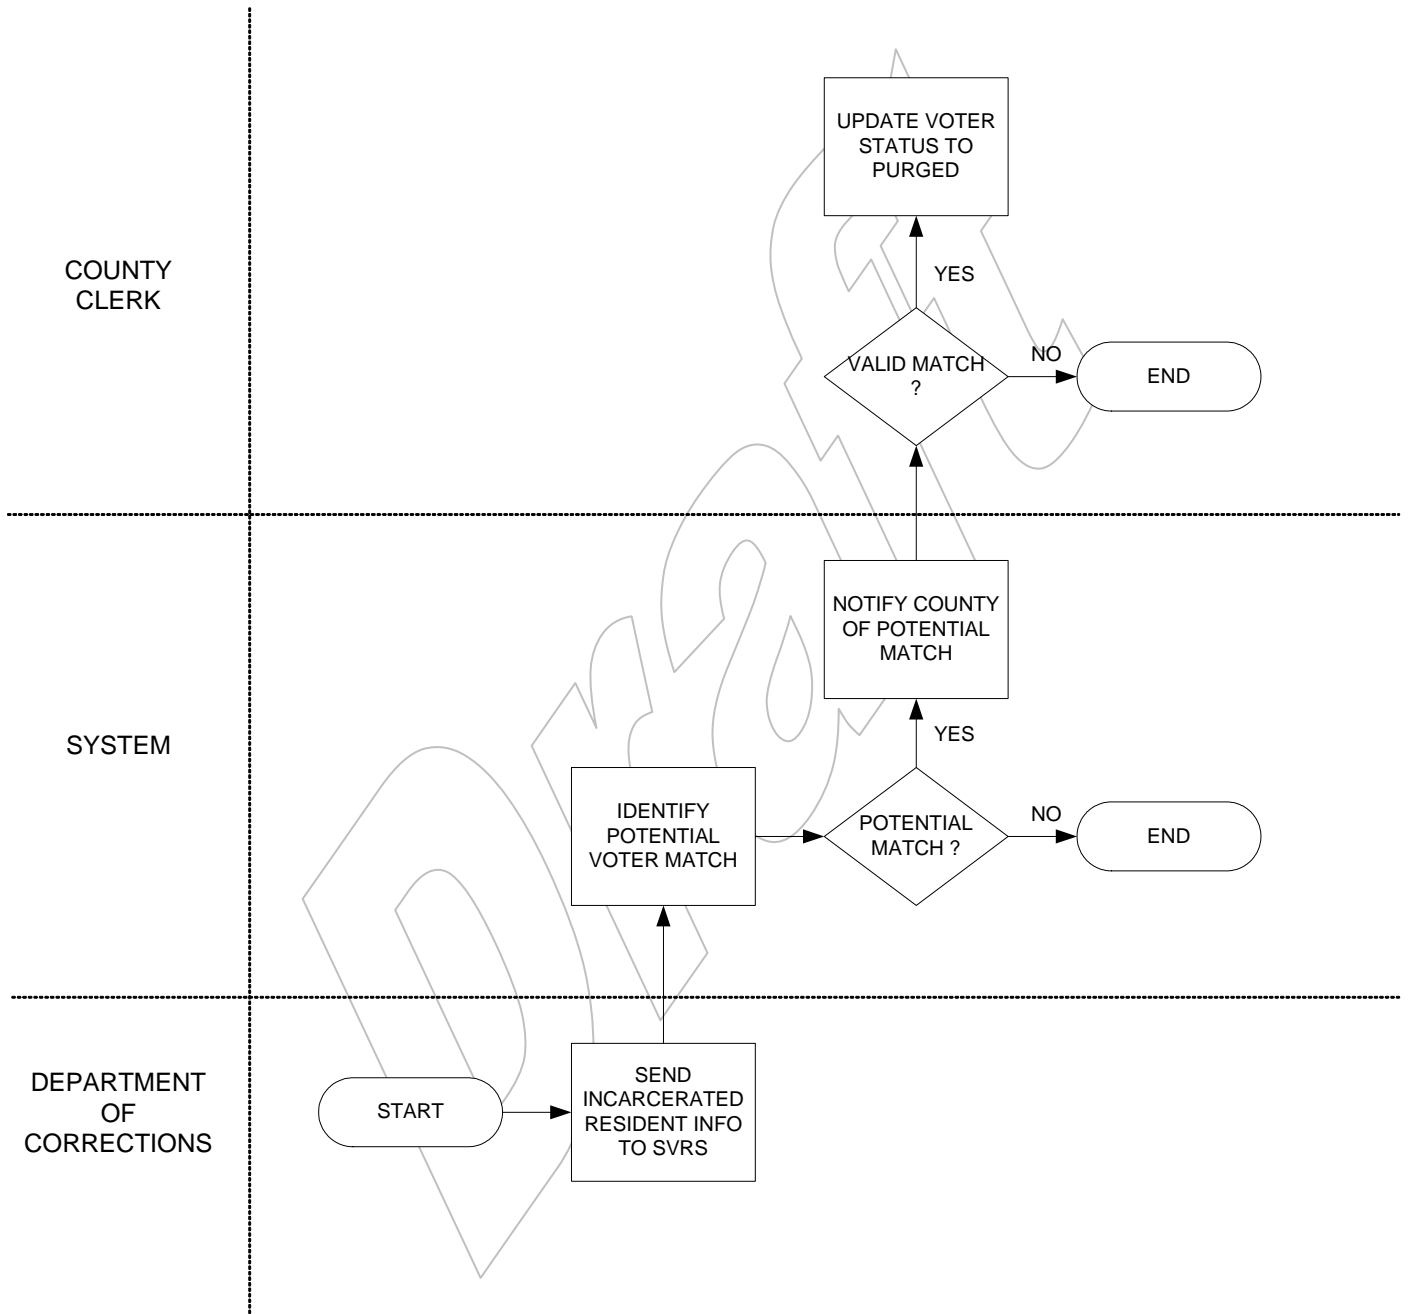 UPDATE VOTER
STATUS TO
PURGED
COUNTY
CLERK
YES
VALID MATCH
?
NO
END
NOTIFY COUNTY
OF POTENTIAL
MATCH
SYSTEM
YES
IDENTIFY
POTENTIAL
VOTER MATCH
POTENTIAL
MATCH ?
NO
END
DEPARTMENT
OF
CORRECTIONS
START
SEND
INCARCERATED
RESIDENT INFO
TO SVRS
Draft